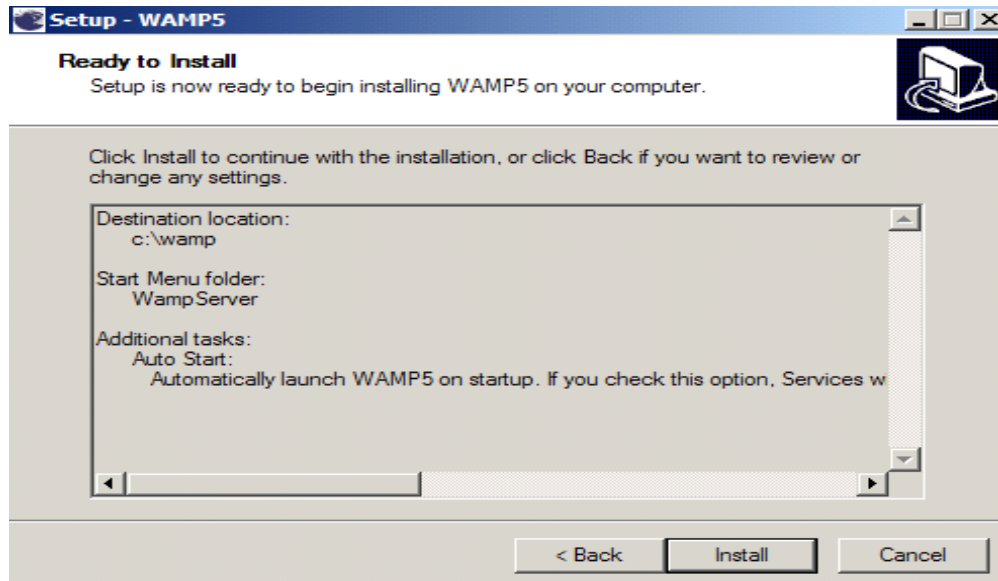 Setup - WAMP5
Ready to Install
Setup is now ready to begin installing WAMP5 on your computer.
Click Install to continue with the installation, or click Back if you want to review or
change any settings.
Destination location:
c:\wamp
Start Menu folder:
WampServer
Additional tasks:
Auto Start:
Automatically launch WAMP5 on startup. If you check this option, Services w
< Back Install Cancel